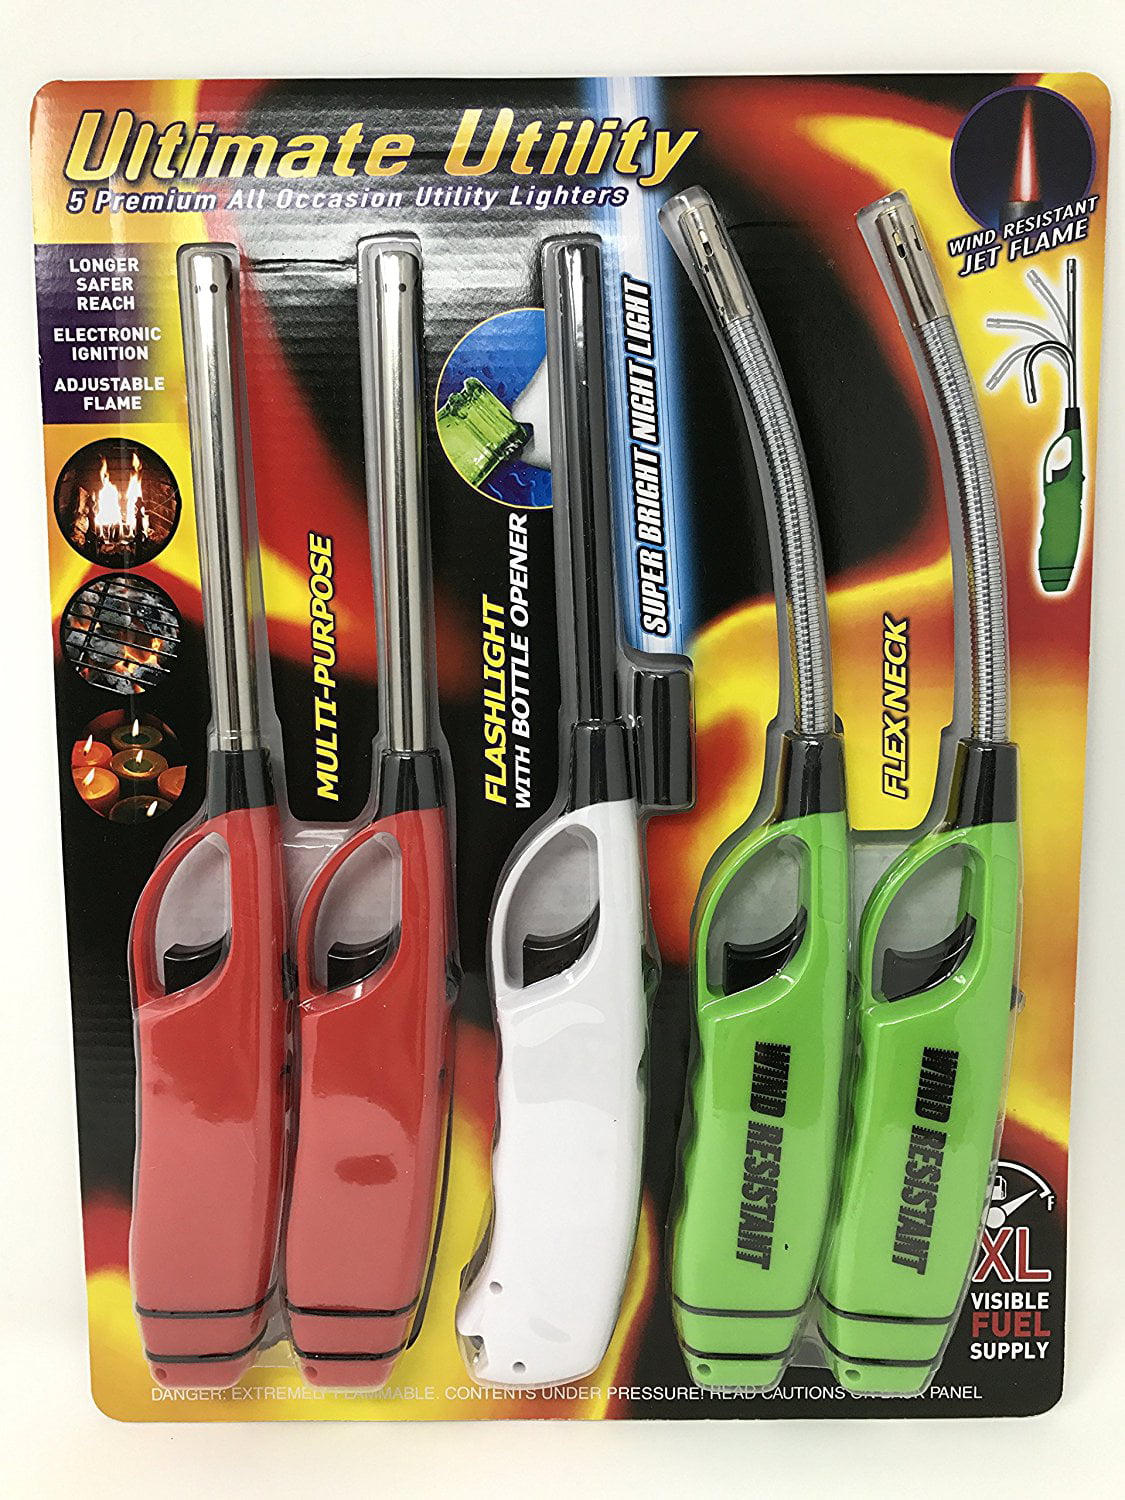 Ultimate Utility
5 Premium All Occasion Utility Lighters
WIND RESISTANT
JET FLAME
LONGER
SAFER
REACH
ELECTRONIC
IGNITION
ADJUSTABLE
FLAME
MULTI-PURPOSE
FLASHLIGHT
WITH BOTTLE OPENER
SUPER BRIGHT NIGHT LIGHT
FLEX NECK
WIND RESISTANT
WIND RESISTANT
F
XL
VISIBLE
FUEL
SUPPLY
DANGER: EXTREMELY FLAMMABLE. CONTENTS UNDER PRESSURE! READ CAUTIONS ON BACK PANEL